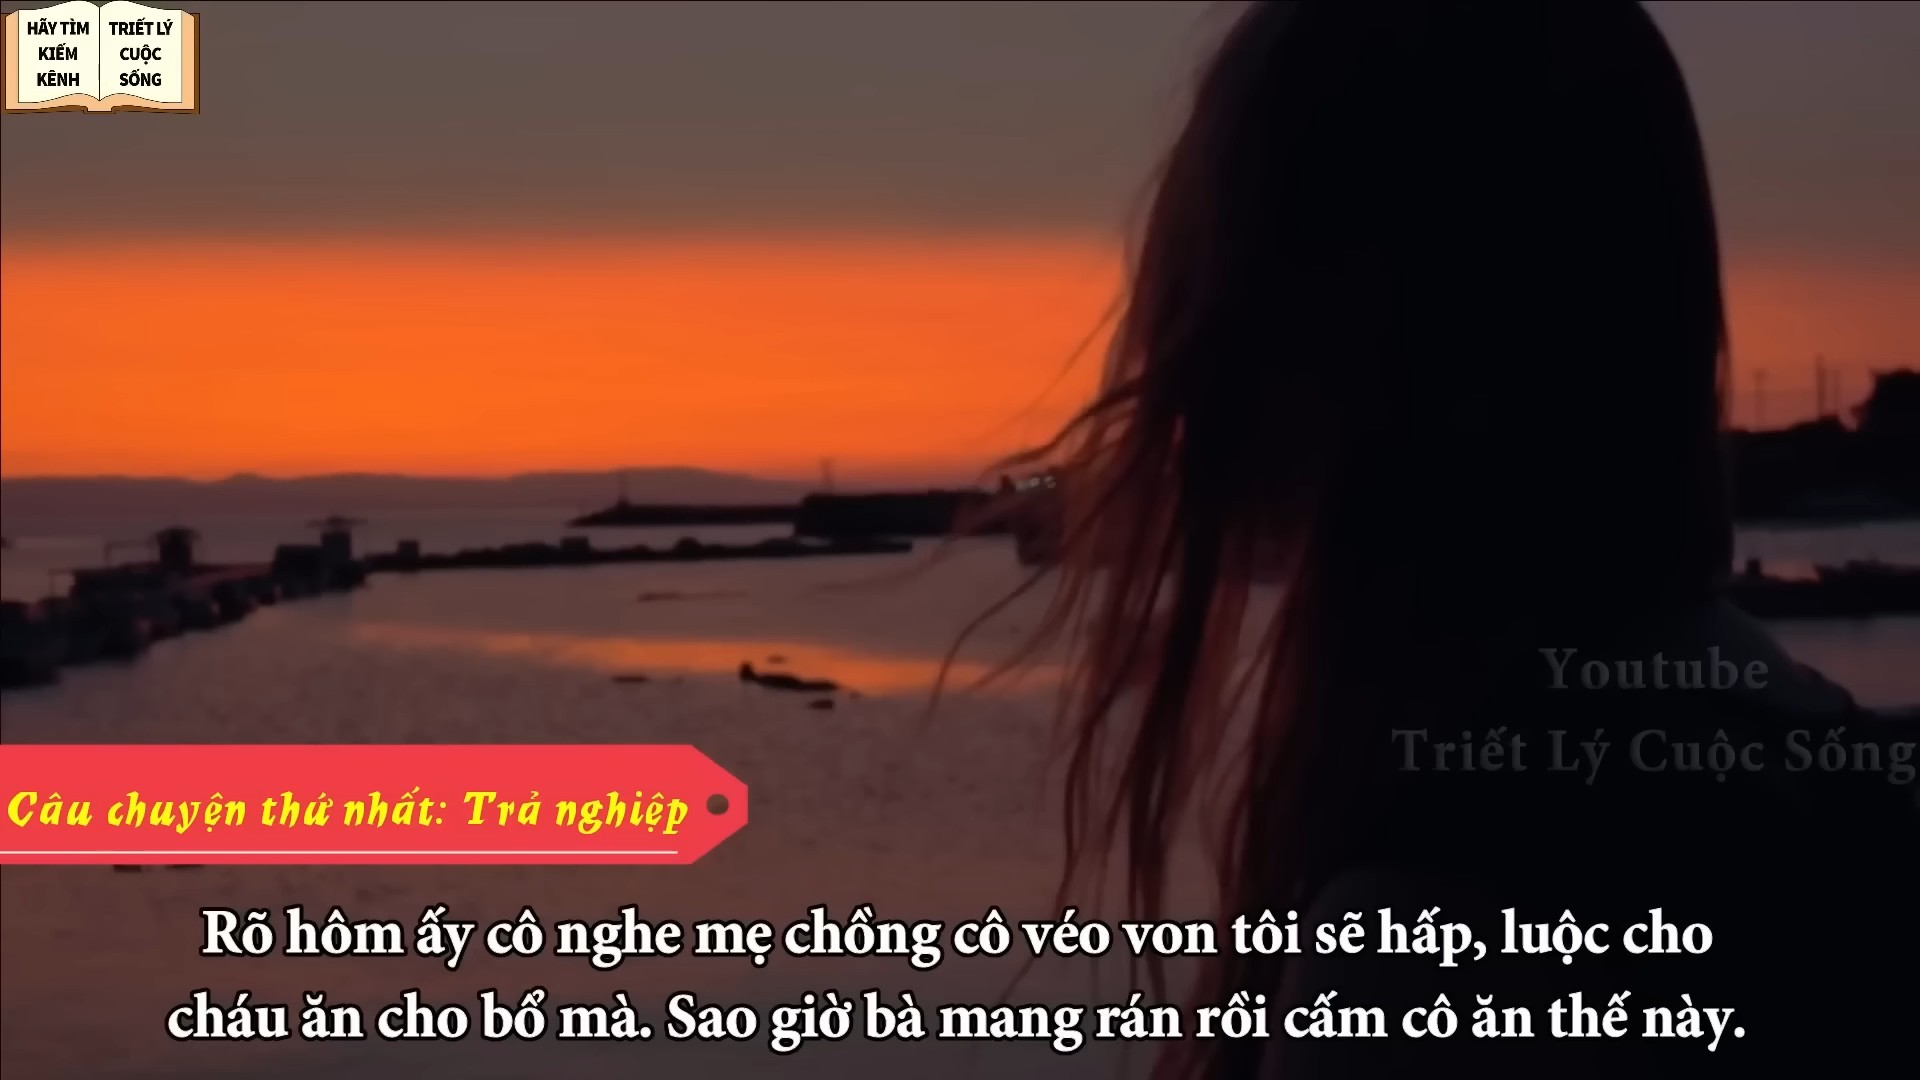 HÃY TÌM
KIẾM
KÊNH
TRIẾT LÝ
CUỘC
SỐNG
Youtube
Triết Lý Cuộc Sống
Câu chuyện thứ nhất: Trả nghiệp
Rõ hôm ấy cô nghe mẹ chồng cô véo von tôi sẽ hấp, luộc cho
cháu ăn cho bổ mà. Sao giờ bà mang rán rồi cấm cô ăn thế này.